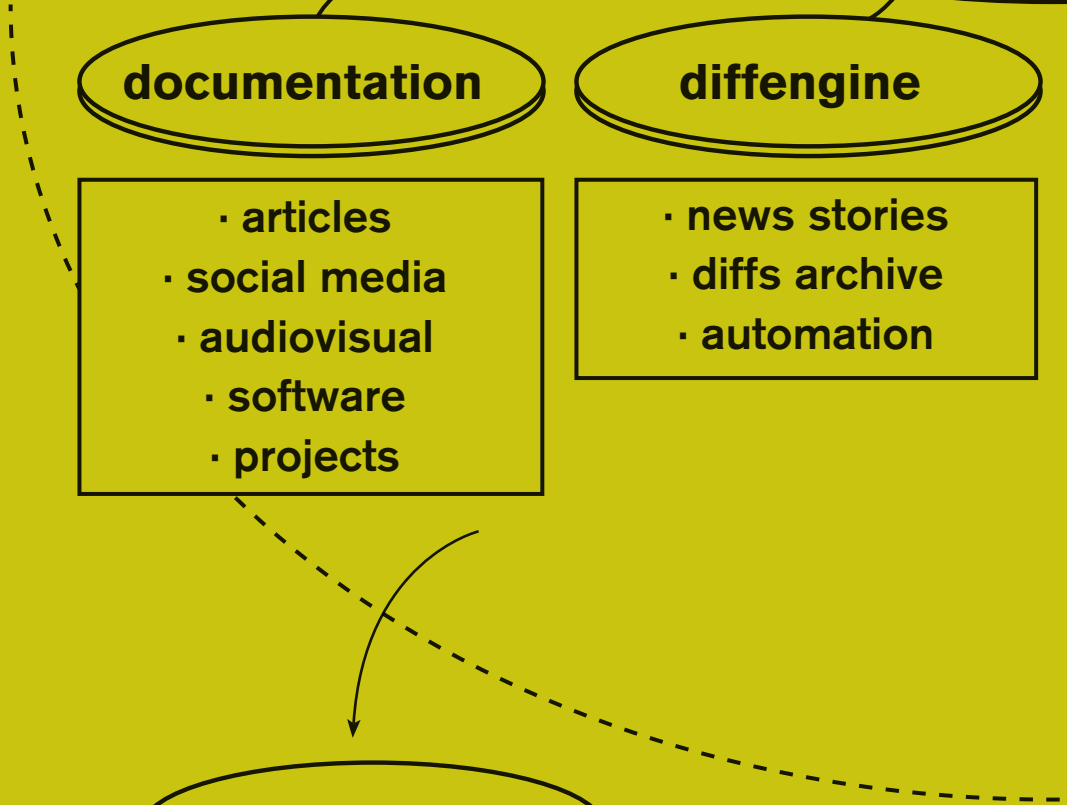 documentation
· articles
· social media
· audiovisual
· software
· projects
diffengine
· news stories
· diffs archive
· automation